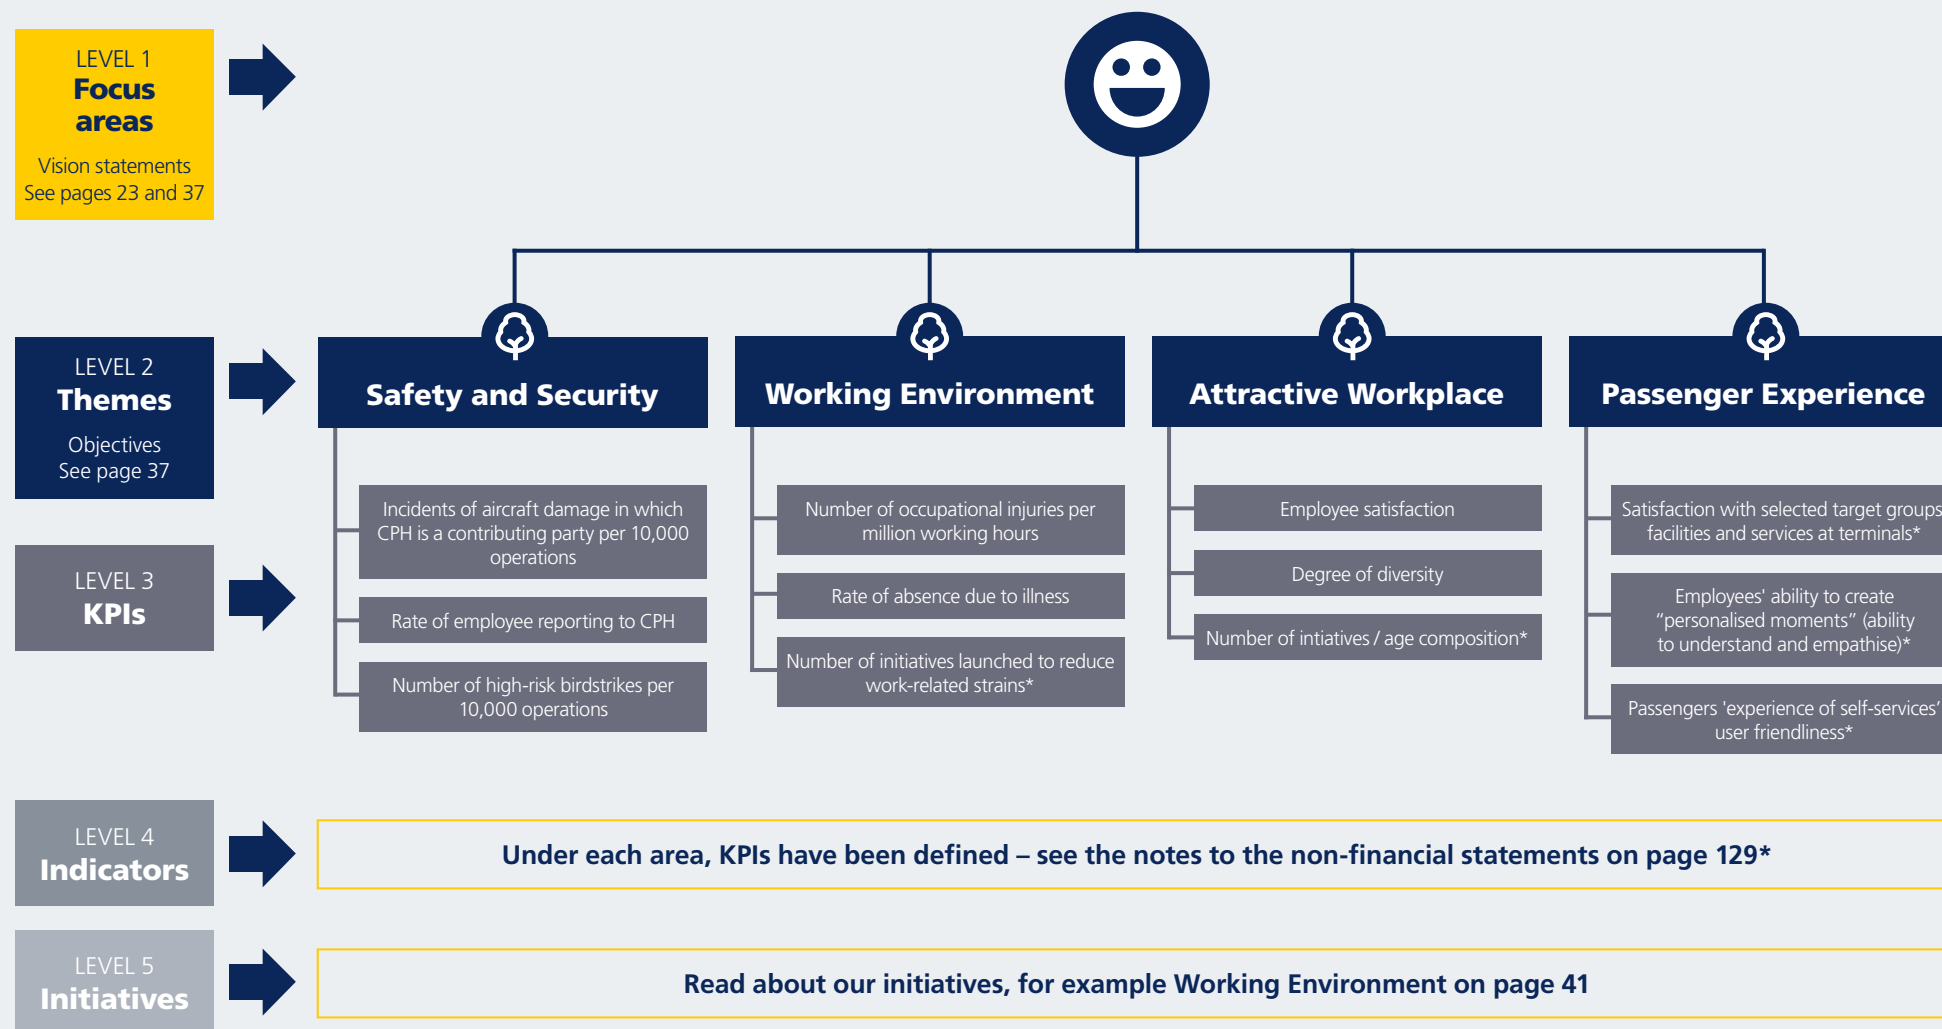 LEVEL 1
Focus
areas
Vision statements
See pages 23 and 37
LEVEL 2
Themes
Objectives
See page 37
Safety and Security
Working Environment
Attractive Workplace
Passenger Experience
LEVEL 3
KPIs
Incidents of aircraft damage in which
CPH is a contributing party per 10,000
operations
Rate of employee reporting to CPH
Number of high-risk birdstrikes per
10,000 operations
Number of occupational injuries per
million working hours
Rate of absence due to illness
Number of initiatives launched to reduce
work-related strains*
Employee satisfaction
Degree of diversity
Number of intiatives / age composition*
Satisfaction with selected target groups
facilities and services at terminals*
Employees' ability to create
“personalised moments” (ability
to understand and empathise)*
Passengers 'experience of self-services’
user friendliness*
LEVEL 4
Indicators
Under each area, KPIs have been defined – see the notes to the non-financial statements on page 129*
LEVEL 5
Initiatives
Read about our initiatives, for example Working Environment on page 41